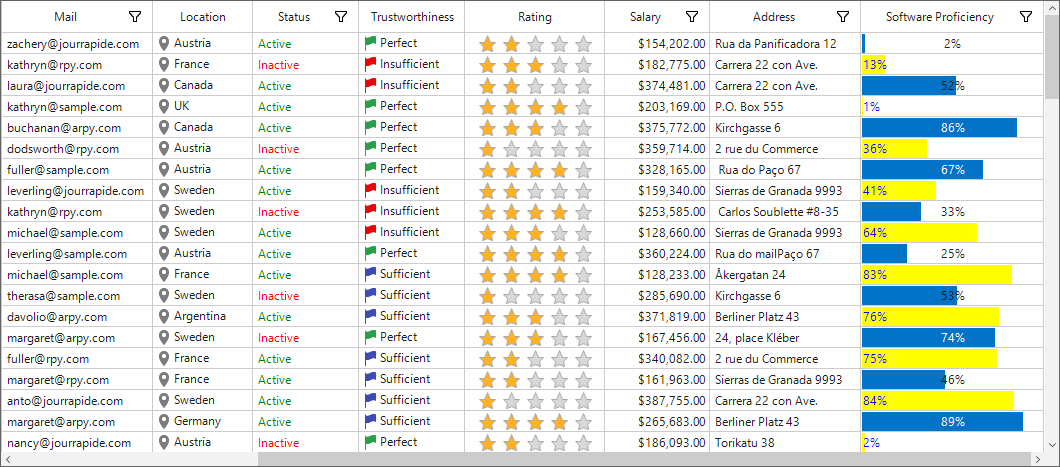 Mail Location Status Trustworthiness Rating Salary Address Software Proficiency
zachery@jourrapide.com Austria Active Perfect $154,202.00 Rua da Panificadora 12 2%
kathryn@rpy.com France Inactive Insufficient $182,775.00 Carrera 22 con Ave. 13%
laura@jourrapide.com Canada Active Insufficient $374,481.00 Carrera 22 con Ave. 52%
kathryn@sample.com UK Active Perfect $203,169.00 P.O. Box 555 1%
buchanan@arpy.com Canada Active Perfect $375,772.00 Kirchgasse 6 86%
dodsworth@rpy.com Austria Inactive Perfect $359,714.00 2 rue du Commerce 36%
fuller@sample.com Austria Active Perfect $328,165.00 Rua do Paço 67 67%
leverling@jourrapide.com Sweden Active Insufficient $159,340.00 Sierras de Granada 9993 41%
kathryn@rpy.com Sweden Inactive Insufficient $253,585.00 Carlos Soublette #8-35 33%
michael@sample.com Sweden Active Insufficient $128,660.00 Sierras de Granada 9993 64%
leverling@sample.com Austria Active Perfect $360,224.00 Rua do mailPaço 67 25%
michael@sample.com France Active Sufficient $128,233.00 Åkergatan 24 83%
therasa@sample.com Sweden Inactive Sufficient $285,690.00 Kirchgasse 6 53%
davolio@arpy.com Argentina Active Sufficient $371,819.00 Berliner Platz 43 76%
margaret@arpy.com Sweden Inactive Perfect $167,456.00 24, place Kléber 74%
fuller@rpy.com France Active Sufficient $340,082.00 2 rue du Commerce 75%
margaret@rpy.com France Active Sufficient $161,963.00 Sierras de Granada 9993 46%
anto@jourrapide.com Sweden Active Sufficient $387,755.00 Carrera 22 con Ave. 84%
margaret@arpy.com Germany Active Sufficient $265,683.00 Berliner Platz 43 89%
nancy@jourrapide.com Austria Inactive Perfect $186,093.00 Torikatu 38 2%